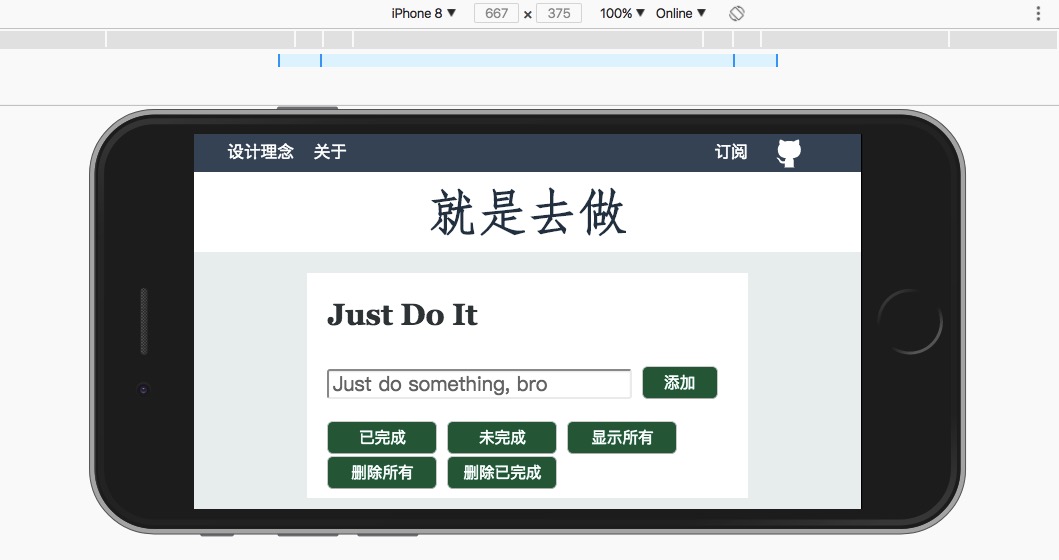 iPhone 8 ▼ 667 × 375 100% ▼ Online ▼
设计理念 关于 订阅
就是去做
Just Do It
Just do something, bro 添加
已完成 未完成 显示所有
删除所有 删除已完成